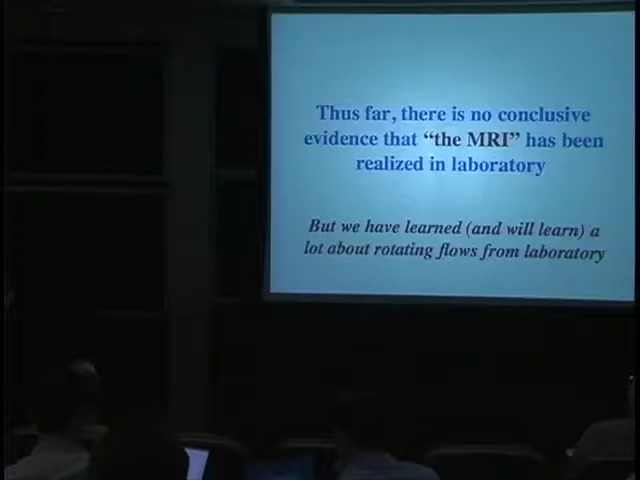 Thus far, there is no conclusive
evidence that “the MRI” has been
realized in laboratory
But we have learned (and will learn) a
lot about rotating flows from laboratory